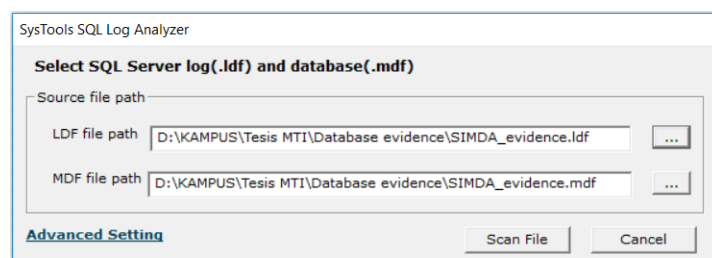 SysTools SQL Log Analyzer
Select SQL Server log(.ldf) and database(.mdf)
Source file path
LDF file path D:\KAMPUS\Tesis MTI\Database evidence\SIMDA_evidence.ldf ...
MDF file path D:\KAMPUS\Tesis MTI\Database evidence\SIMDA_evidence.mdf ...
Advanced Setting Scan File Cancel